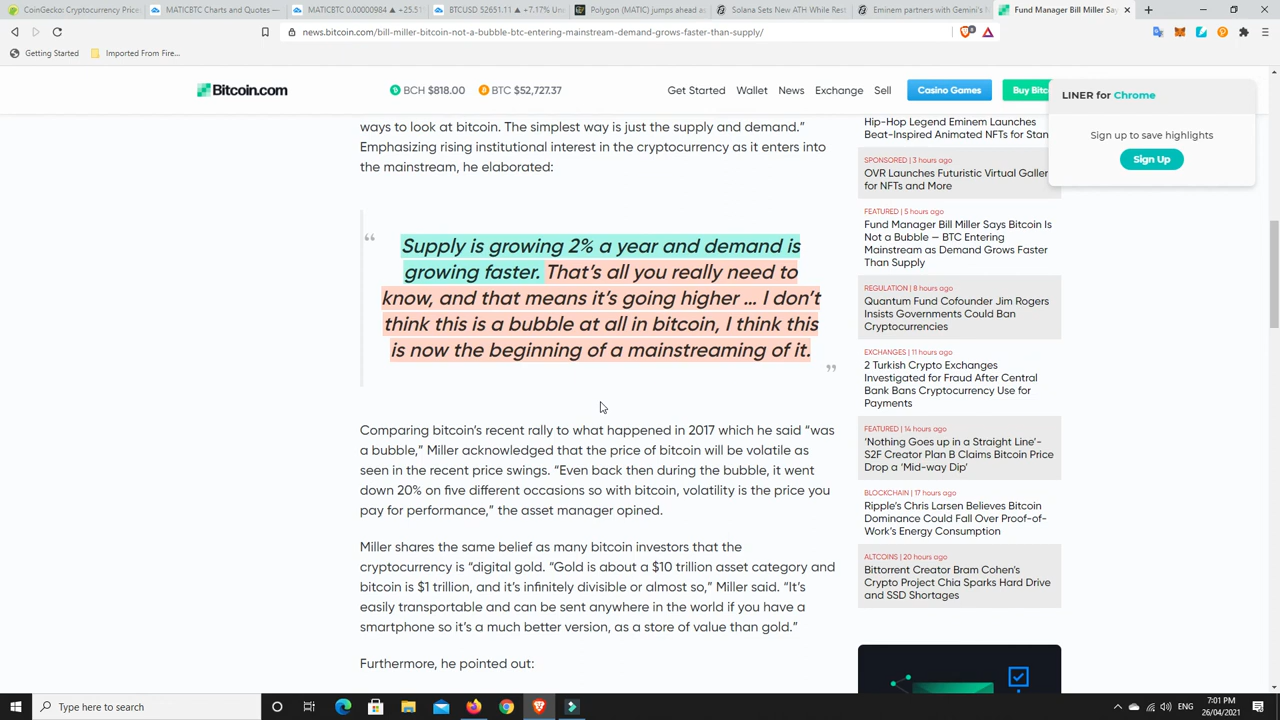 CoinGecko: Cryptocurrency Price
MATICBTC Charts and Quotes —
MATICBTC 0.00000984 ▲ +25.51
BTCUSD 52651.11 ▲ +7.17% Un
Polygon (MATIC) jumps ahead as
Solana Sets New ATH While Rest
Eminem partners with Gemini's N
Fund Manager Bill Miller Say
news.bitcoin.com/bill-miller-bitcoin-not-a-bubble-btc-entering-mainstream-demand-grows-faster-than-supply/
Getting Started
Imported From Fire...
Bitcoin.com
BCH $818.00
BTC $52,727.37
Get Started
Wallet
News
Exchange
Sell
Casino Games
Buy Bitc
LINER for Chrome
Sign up to save highlights
Sign Up
ways to look at bitcoin. The simplest way is just the supply and demand.”
Emphasizing rising institutional interest in the cryptocurrency as it enters into
the mainstream, he elaborated:
“
Supply is growing 2% a year and demand is
growing faster. That’s all you really need to
know, and that means it’s going higher … I don’t
think this is a bubble at all in bitcoin, I think this
is now the beginning of a mainstreaming of it.
”
Comparing bitcoin’s recent rally to what happened in 2017 which he said “was
a bubble,” Miller acknowledged that the price of bitcoin will be volatile as
seen in the recent price swings. “Even back then during the bubble, it went
down 20% on five different occasions so with bitcoin, volatility is the price you
pay for performance,” the asset manager opined.
Miller shares the same belief as many bitcoin investors that the
cryptocurrency is “digital gold. “Gold is about a $10 trillion asset category and
bitcoin is $1 trillion, and it’s infinitely divisible or almost so,” Miller said. “It’s
easily transportable and can be sent anywhere in the world if you have a
smartphone so it’s a much better version, as a store of value than gold.”
Furthermore, he pointed out:
Hip-Hop Legend Eminem Launches
Beat-Inspired Animated NFTs for Stan
SPONSORED | 3 hours ago
OVR Launches Futuristic Virtual Galler
for NFTs and More
FEATURED | 5 hours ago
Fund Manager Bill Miller Says Bitcoin Is
Not a Bubble — BTC Entering
Mainstream as Demand Grows Faster
Than Supply
REGULATION | 8 hours ago
Quantum Fund Cofounder Jim Rogers
Insists Governments Could Ban
Cryptocurrencies
EXCHANGES | 11 hours ago
2 Turkish Crypto Exchanges
Investigated for Fraud After Central
Bank Bans Cryptocurrency Use for
Payments
FEATURED | 14 hours ago
‘Nothing Goes up in a Straight Line’-
S2F Creator Plan B Claims Bitcoin Price
Drop a ‘Mid-way Dip’
BLOCKCHAIN | 17 hours ago
Ripple’s Chris Larsen Believes Bitcoin
Dominance Could Fall Over Proof-of-
Work’s Energy Consumption
ALTCOINS | 20 hours ago
Bittorrent Creator Bram Cohen’s
Crypto Project Chia Sparks Hard Drive
and SSD Shortages
Type here to search
ENG
7:01 PM
26/04/2021